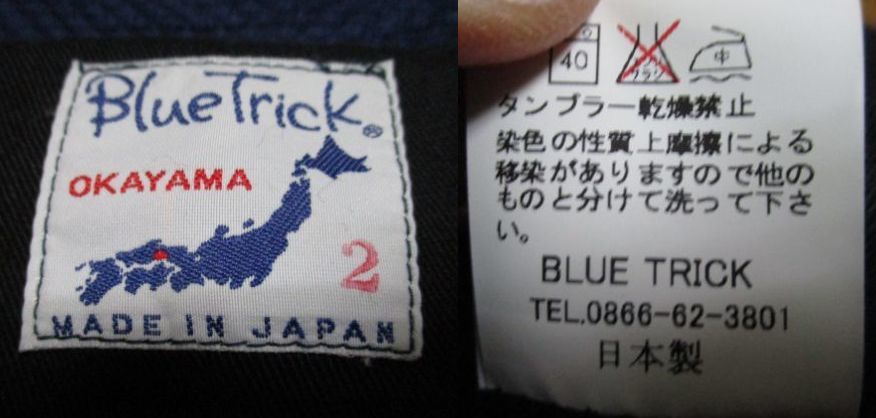 Blue Trick®
OKAYAMA
2
MADE IN JAPAN
40
中
タンブラー乾燥禁止
染色の性質上摩擦による
移染がありますので他の
ものと分けて洗って下さ
い。
BLUE TRICK
TEL.0866-62-3801
日本製